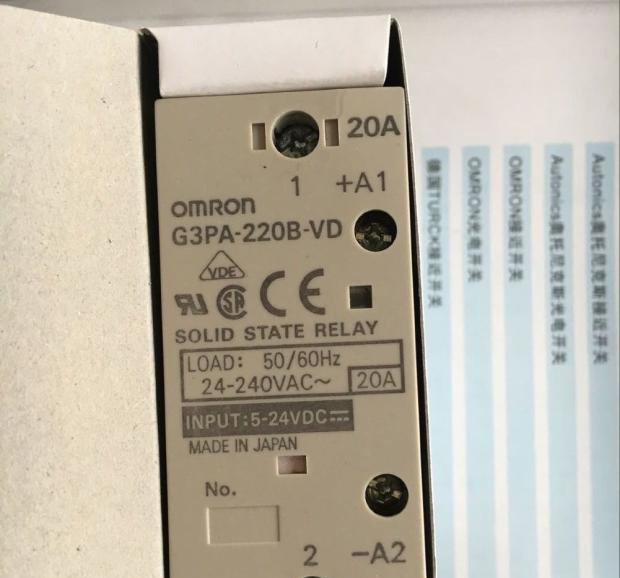 20A
1 +A1
OMRON
G3PA-220B-VD
VDE
SOLID STATE RELAY
LOAD: 50/60Hz
24-240VAC~ 20A
INPUT:5-24VDC⎓
MADE IN JAPAN
No.
2 -A2
德国TURCK接近开关
OMRON光电开关
OMRON接近开关
Autonics奥托尼克斯光电开关
Autonics奥托尼克斯接近开关